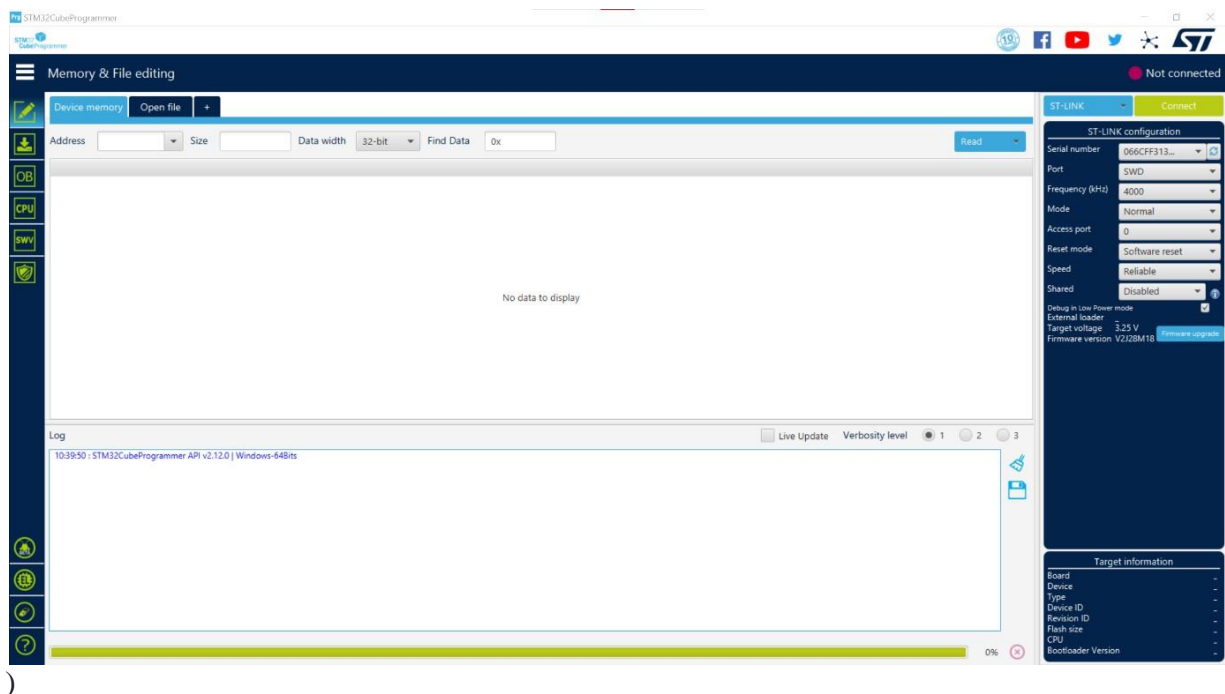 STM32CubeProgrammer
STM32
CubeProgrammer
Memory & File editing
Not connected
Device memory Open file +
Address Size Data width 32-bit Find Data 0x Read
No data to display
Log Live Update Verbosity level 1 2 3
10:39:50 : STM32CubeProgrammer API v2.12.0 | Windows-64Bits
0%
OB
CPU
SWV
?
ST-LINK Connect
ST-LINK configuration
Serial number 066CFF313...
Port SWD
Frequency (kHz) 4000
Mode Normal
Access port 0
Reset mode Software reset
Speed Reliable
Shared Disabled
Debug in Low Power mode
External loader _
Target voltage 3.25 V
Firmware version V2J28M18 Firmware upgrade
Target information
Board -
Device -
Type -
Device ID -
Revision ID -
Flash size -
CPU -
Bootloader Version -
)